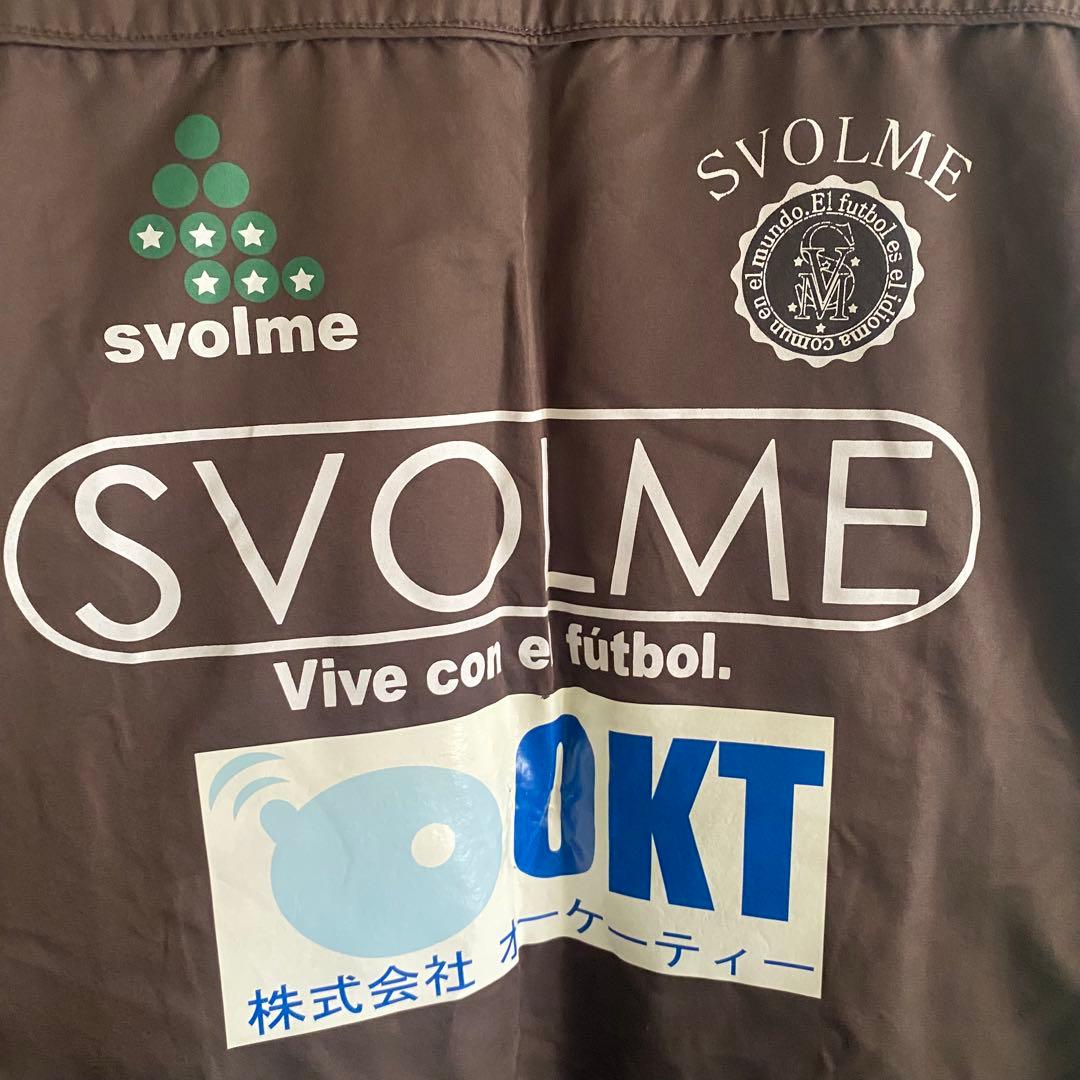 svolme
SVOLME
El futbol es el idioma comun en el mundo.
SVOLME
Vive con el fútbol.
OKT
株式会社 オーケーティー